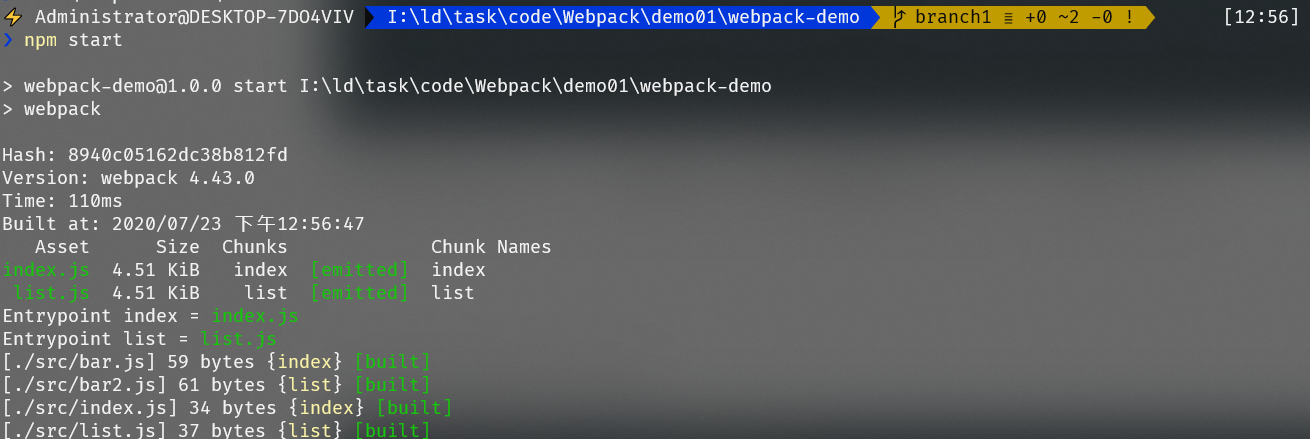 ⚡ Administrator@DESKTOP-7DO4VIV I:\ld\task\code\Webpack\demo01\webpack-demo branch1 ≡ +0 ~2 -0 ! [12:56]
❯ npm start
> webpack-demo@1.0.0 start I:\ld\task\code\Webpack\demo01\webpack-demo
> webpack
Hash: 8940c05162dc38b812fd
Version: webpack 4.43.0
Time: 110ms
Built at: 2020/07/23 下午12:56:47
Asset Size Chunks Chunk Names
index.js 4.51 KiB index [emitted] index
list.js 4.51 KiB list [emitted] list
Entrypoint index = index.js
Entrypoint list = list.js
[./src/bar.js] 59 bytes {index} [built]
[./src/bar2.js] 61 bytes {list} [built]
[./src/index.js] 34 bytes {index} [built]
[./src/list.js] 37 bytes {list} [built]